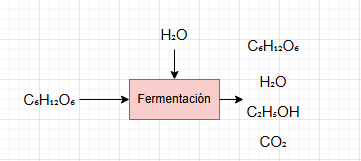 H₂O
C₆H₁₂O₆
C₆H₁₂O₆
Fermentación
H₂O
C₂H₅OH
CO₂